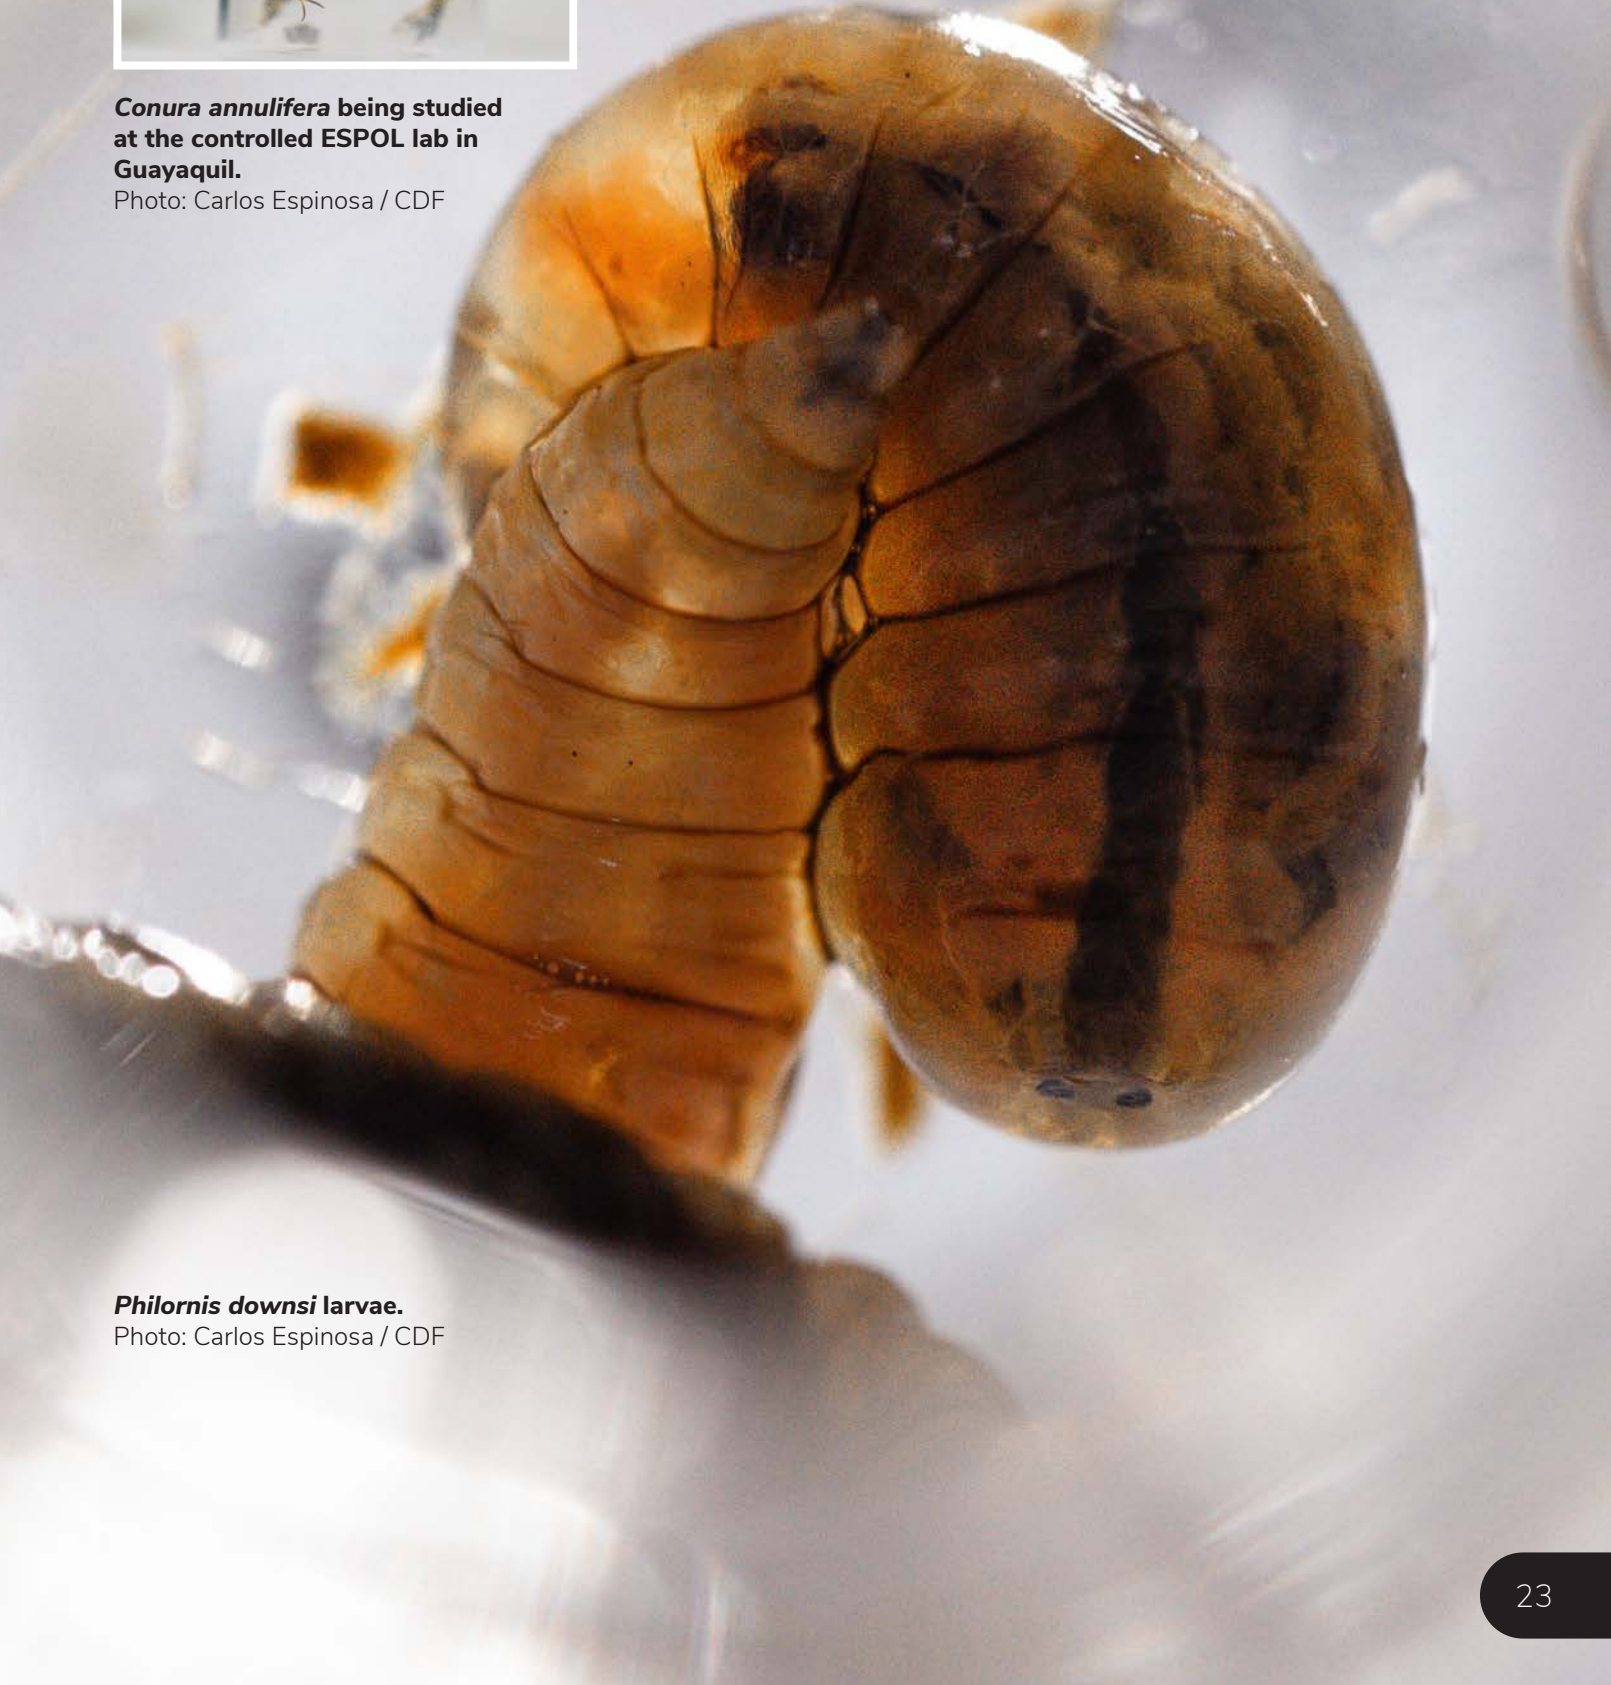 Conura annulifera being studied
at the controlled ESPOL lab in
Guayaquil.
Photo: Carlos Espinosa / CDF
Philornis downsi larvae.
Photo: Carlos Espinosa / CDF
23